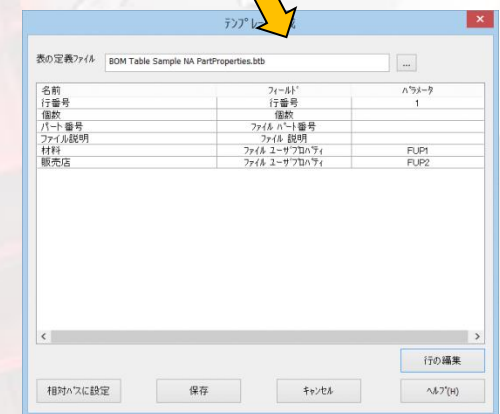 テンプレー
表の定義ファイル BOM Table Sample NA PartProperties.btb ...
名前 フィールド パラメータ
行番号 行番号 1
個数 個数
パート番号 ファイル パート番号
ファイル説明 ファイル 説明
材料 ファイル ユーザプロパティ FUP1
販売店 ファイル ユーザプロパティ FUP2
行の編集
相対パスに設定 保存 キャンセル ヘルプ(H)